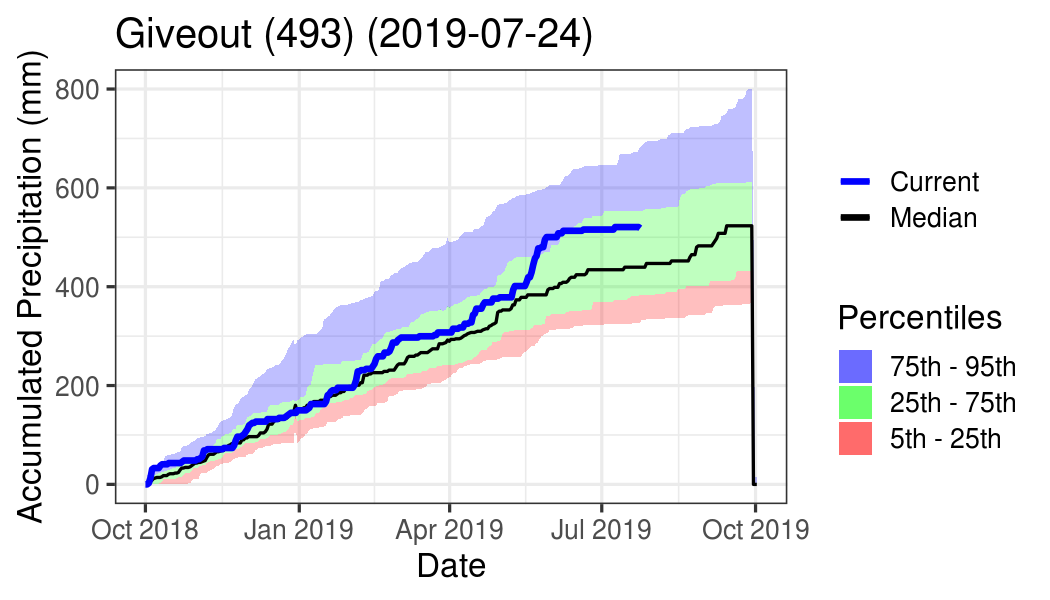 Giveout (493) (2019-07-24)
Accumulated Precipitation (mm)
800
600
400
200
0
Oct 2018
Jan 2019
Apr 2019
Jul 2019
Oct 2019
Date
Current
Median
Percentiles
75th - 95th
25th - 75th
5th - 25th